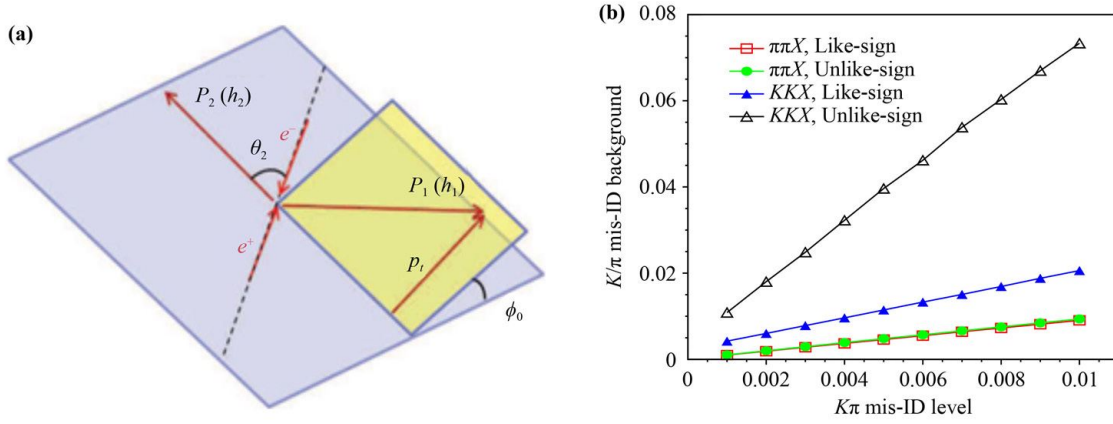 (a)
P₂ (h₂)
θ₂
e⁻
P₁ (h₁)
e⁺
pₜ
ϕ₀
(b)
0.08
0.06
0.04
0.02
0
K/π mis-ID background
ππX, Like-sign
ππX, Unlike-sign
KKX, Like-sign
KKX, Unlike-sign
0 0.002 0.004 0.006 0.008 0.01
Kπ mis-ID level